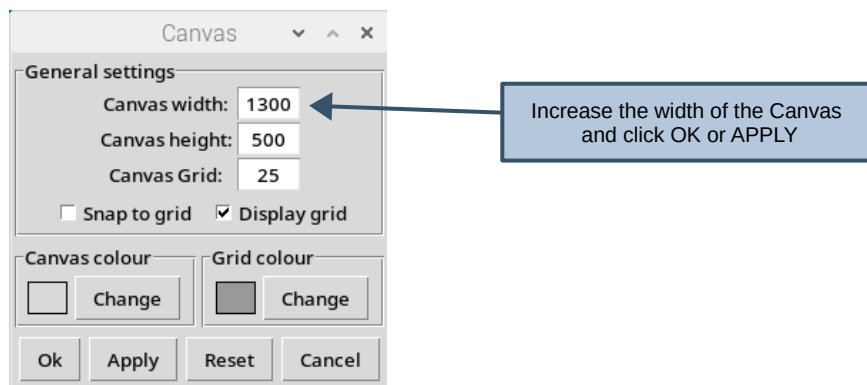 Canvas
General settings
Canvas width: 1300
Canvas height: 500
Canvas Grid: 25
Snap to grid Display grid
Canvas colour Grid colour
Change Change
Ok Apply Reset Cancel
Increase the width of the Canvas
and click OK or APPLY